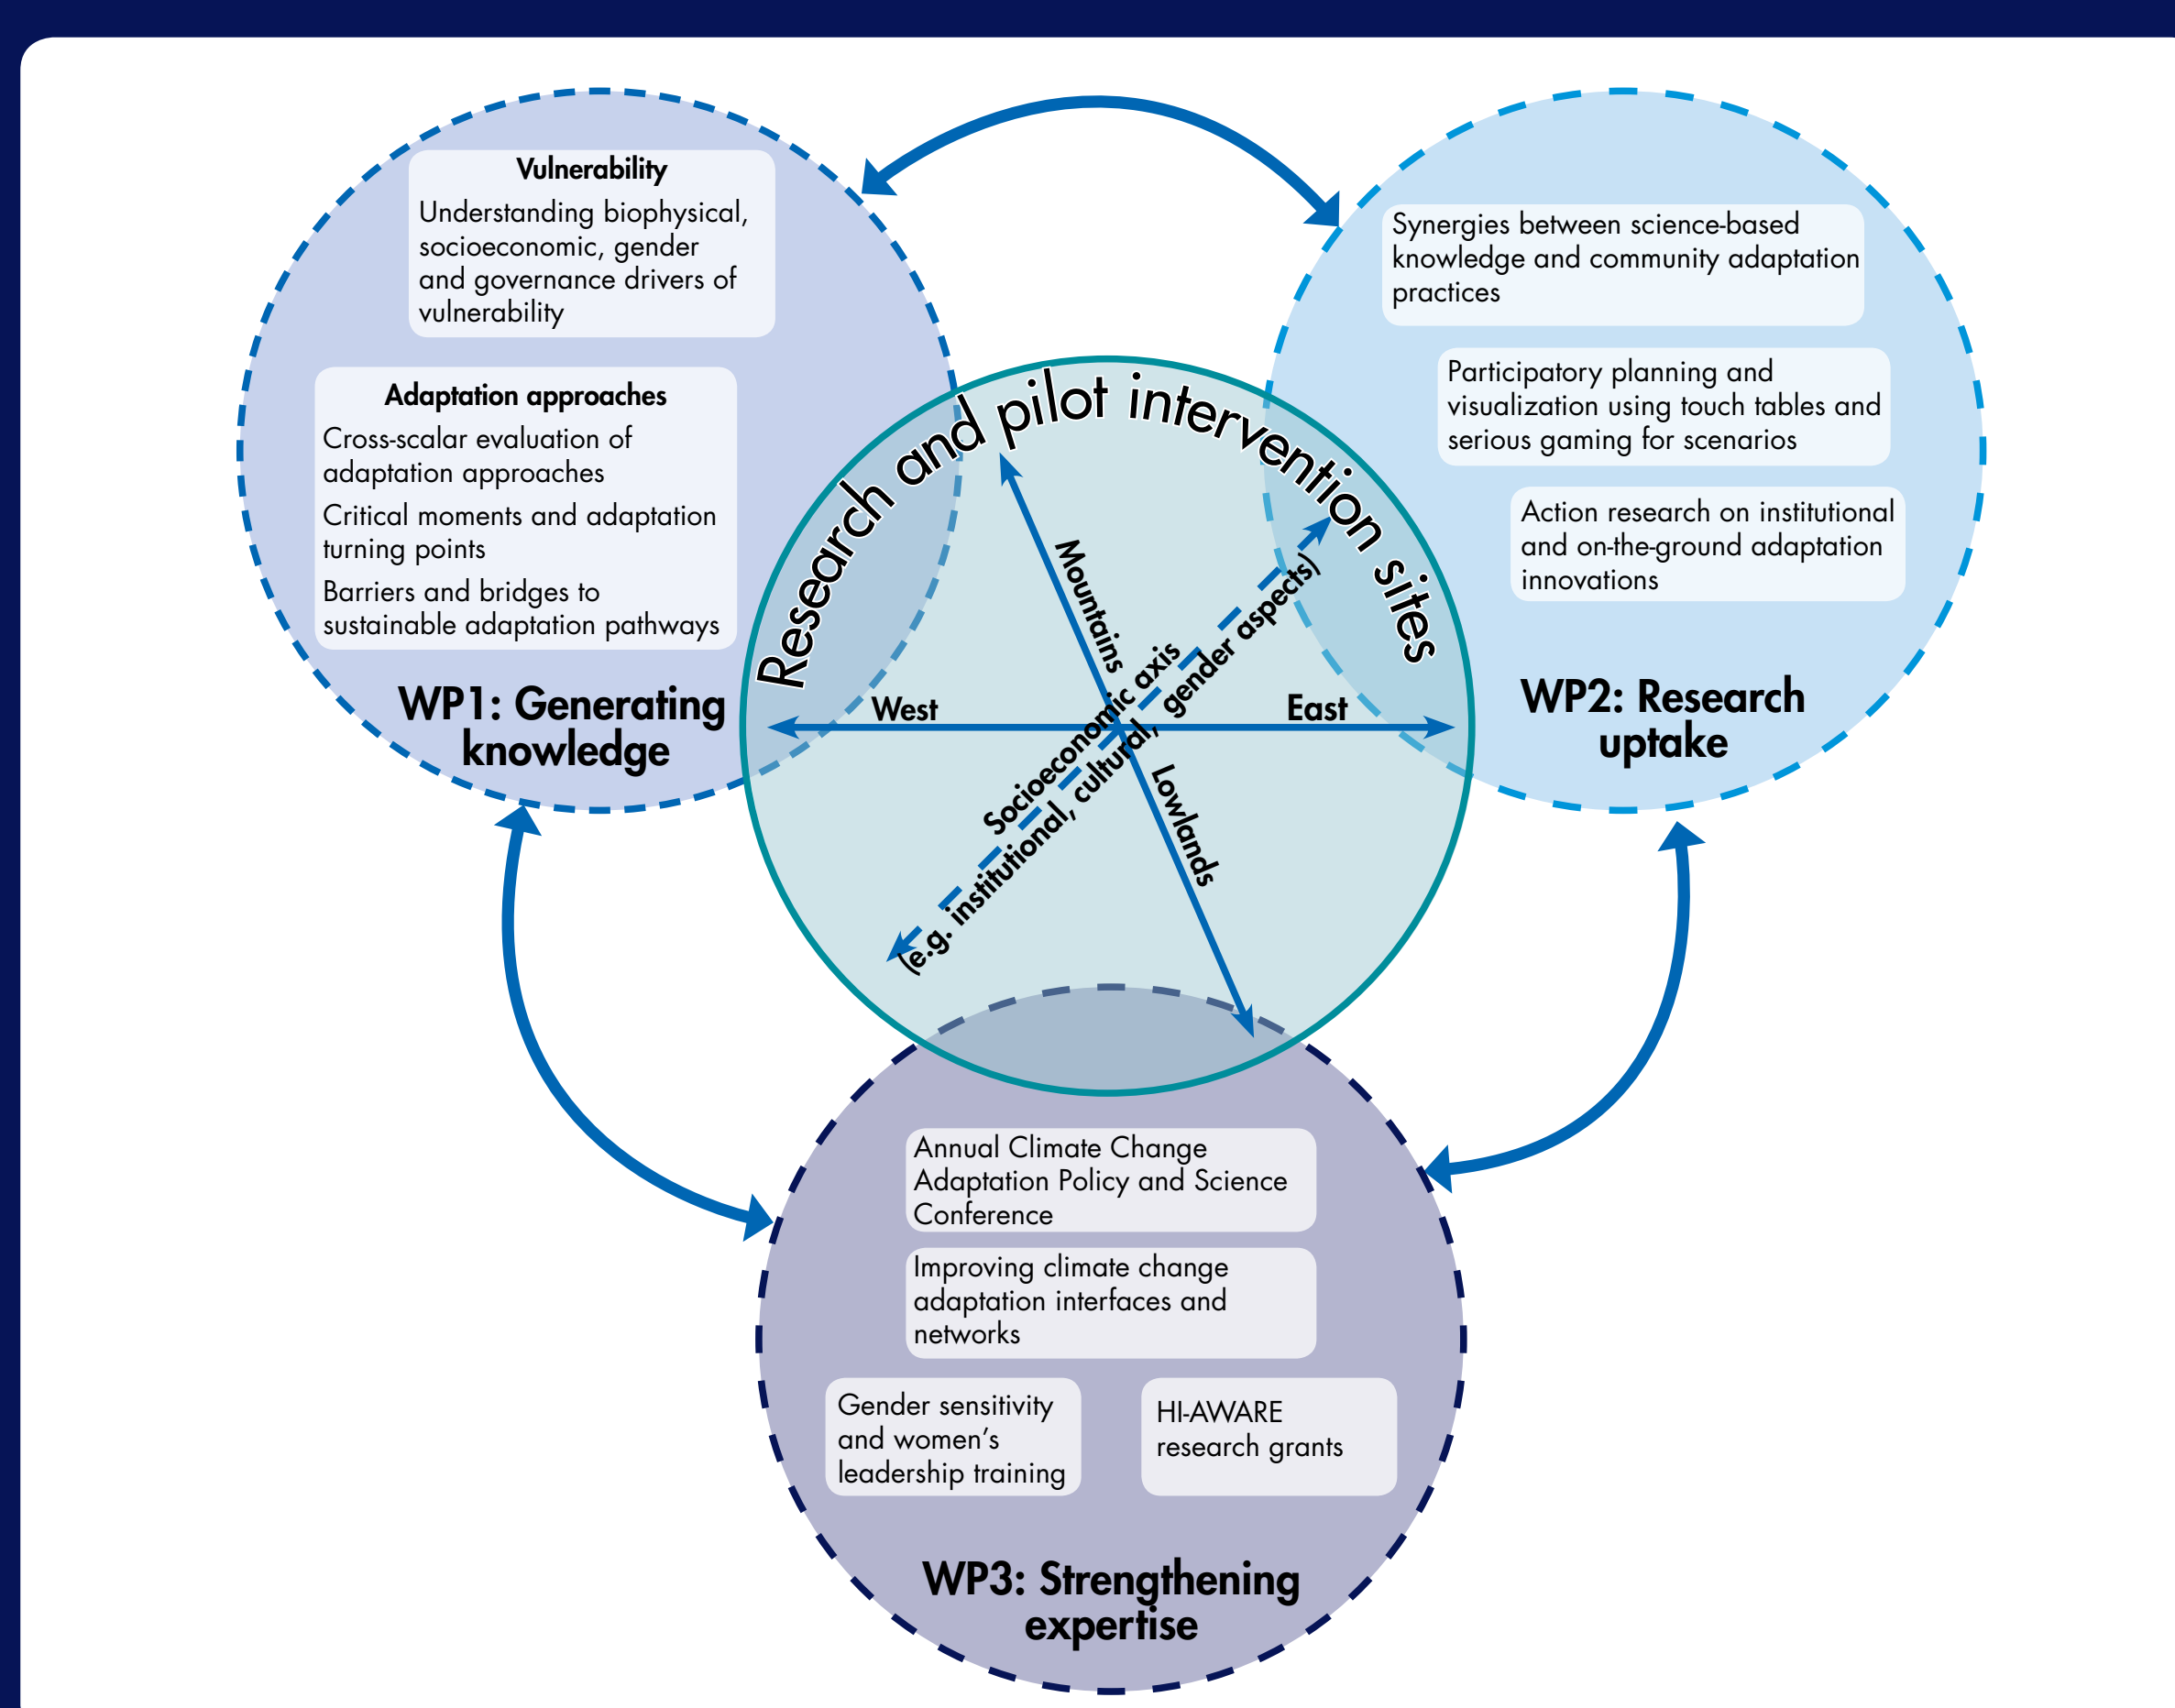 Vulnerability
Understanding biophysical,
socioeconomic, gender
and governance drivers of
vulnerability
Adaptation approaches
Cross-scalar evaluation of
adaptation approaches
Critical moments and adaptation
turning points
Barriers and bridges to
sustainable adaptation pathways
WP1: Generating
knowledge
Synergies between science-based
knowledge and community adaptation
practices
Participatory planning and
visualization using touch tables and
serious gaming for scenarios
Action research on institutional
and on-the-ground adaptation
innovations
WP2: Research
uptake
Research and pilot intervention sites
Mountains
Socioeconomic axis
(e.g. institutional, cultural, gender aspects)
West
East
Lowlands
Annual Climate Change
Adaptation Policy and Science
Conference
Improving climate change
adaptation interfaces and
networks
Gender sensitivity
and women’s
leadership training
HI-AWARE
research grants
WP3: Strengthening
expertise